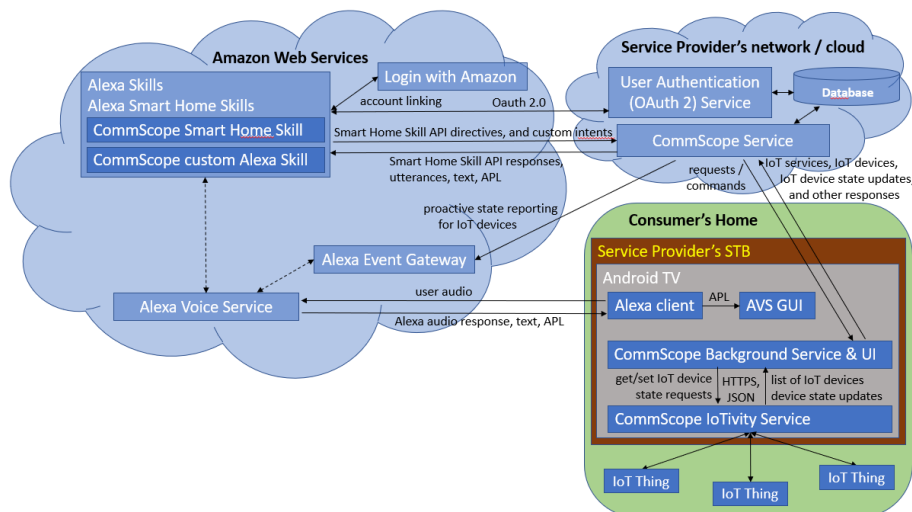 Amazon Web Services
Alexa Skills
Alexa Smart Home Skills
CommScope Smart Home Skill
CommScope custom Alexa Skill
Login with Amazon
account linking
Oauth 2.0
Smart Home Skill API directives, and custom intents
Smart Home Skill API responses,
utterances, text, APL
proactive state reporting
for IoT devices
Alexa Event Gateway
Alexa Voice Service
user audio
Alexa audio response, text, APL
Service Provider's network / cloud
User Authentication
(OAuth 2) Service
Database
CommScope Service
requests /
commands
IoT services, IoT devices,
IoT device state updates,
and other responses
Consumer's Home
Service Provider's STB
Android TV
Alexa client
APL
AVS GUI
CommScope Background Service & UI
get/set IoT device
state requests
HTTPS,
JSON
list of IoT devices
device state updates
CommScope IoTivity Service
IoT Thing
IoT Thing
IoT Thing